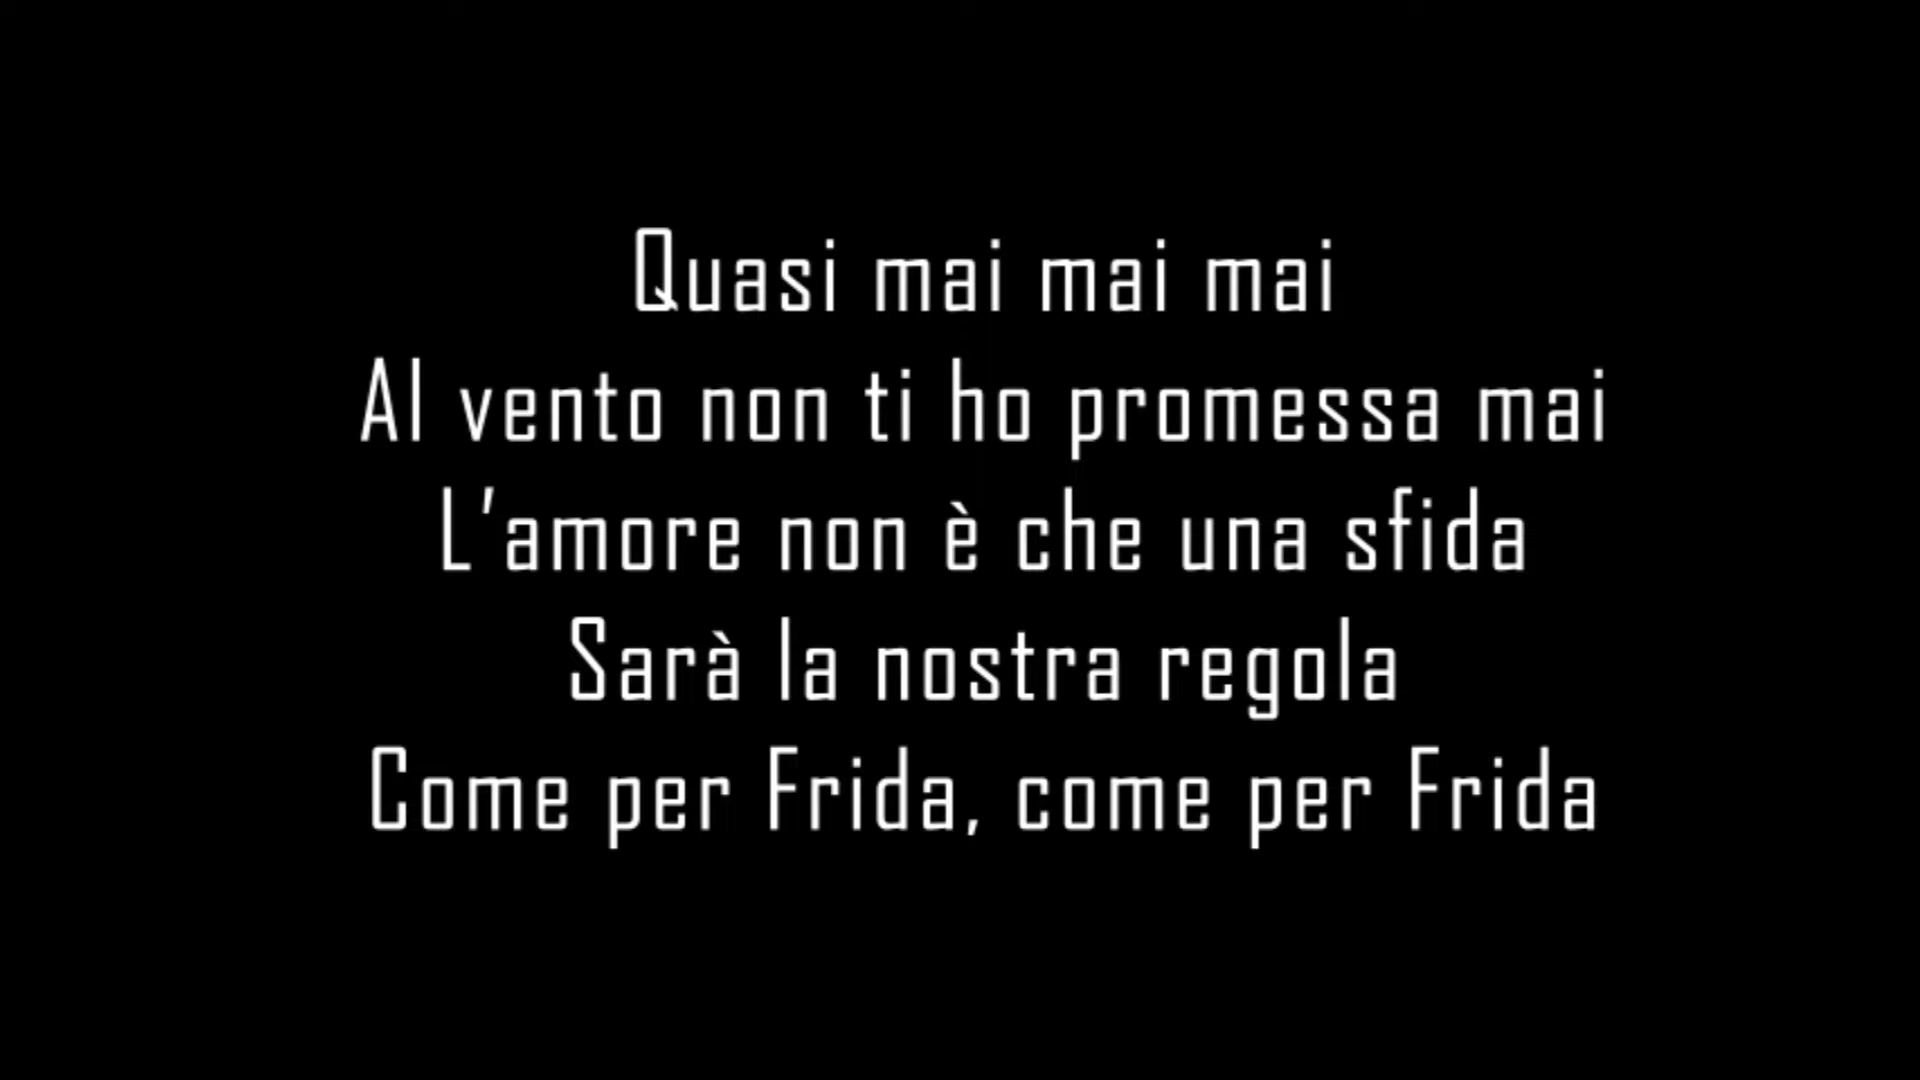 Quasi mai mai mai
Al vento non ti ho promessa mai
L’amore non è che una sfida
Sarà la nostra regola
Come per Frida, come per Frida